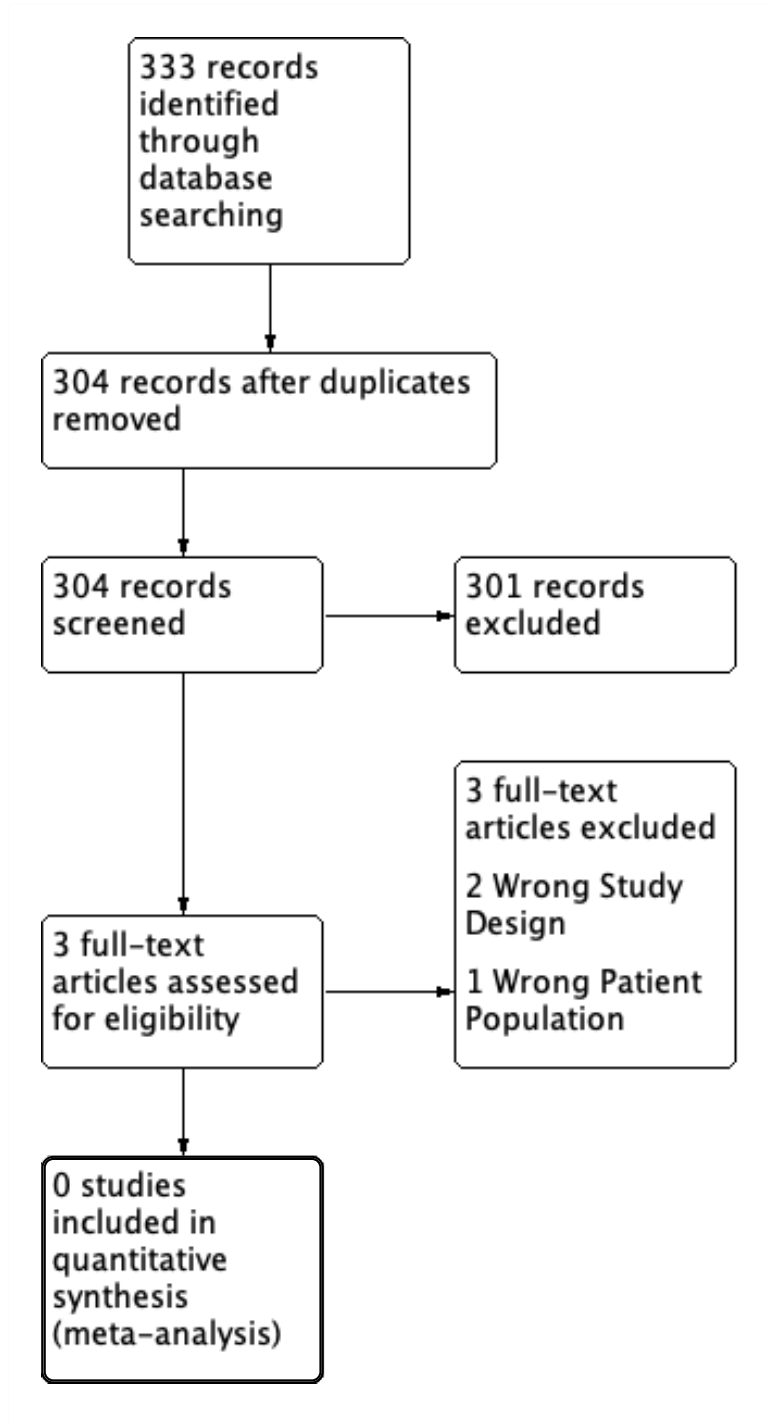 333 records
identified
through
database
searching
304 records after duplicates
removed
304 records
screened
301 records
excluded
3 full-text
articles assessed
for eligibility
3 full-text
articles excluded
2 Wrong Study
Design
1 Wrong Patient
Population
0 studies
included in
quantitative
synthesis
(meta-analysis)